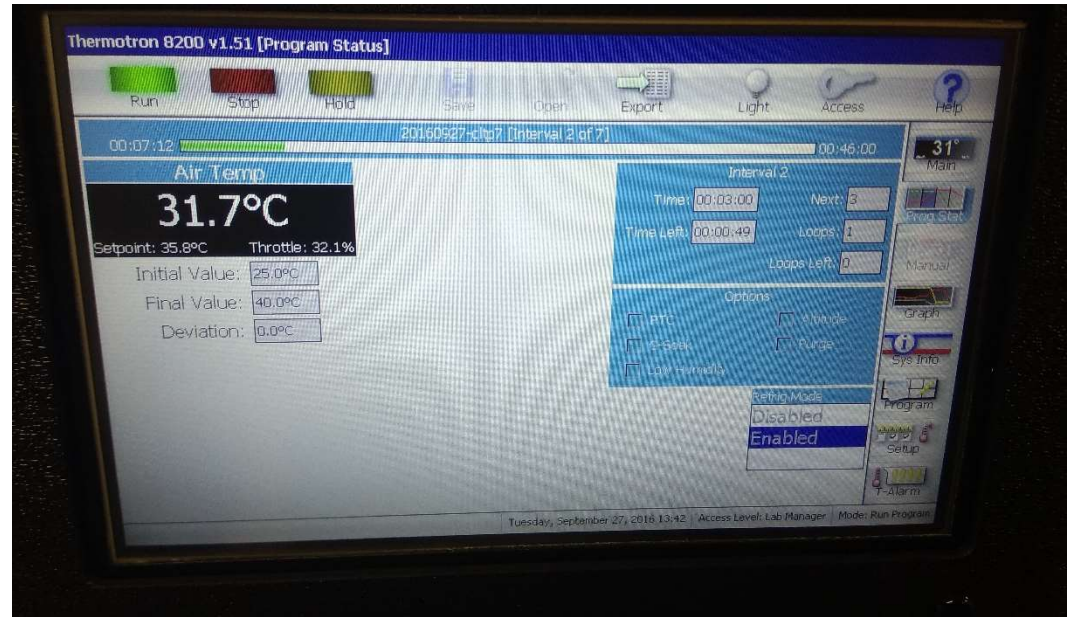 Thermotron 8200 v1.51 [Program Status]
Run Stop Hold Save Open Export Light Access Help
20160927-cltp7 [Interval 2 of 7]
00:07:12 00:46:00
31°
Main
Air Temp
31.7°C
Setpoint: 35.8°C Throttle: 32.1%
Initial Value: 25.0°C
Final Value: 40.0°C
Deviation: 0.0°C
Interval 2
Time: 00:03:00 Next: 3
Time Left: 00:00:49 Loops: 1
Loops Left: 0
Options
PTC Altitude
G-Soak Purge
Low Humidity
Refrig Mode
Disabled
Enabled
Prog Stat
Manual
Graph
Sys Info
Program
Setup
T-Alarm
Tuesday, September 27, 2016 13:42 Access Level: Lab Manager Mode: Run Program